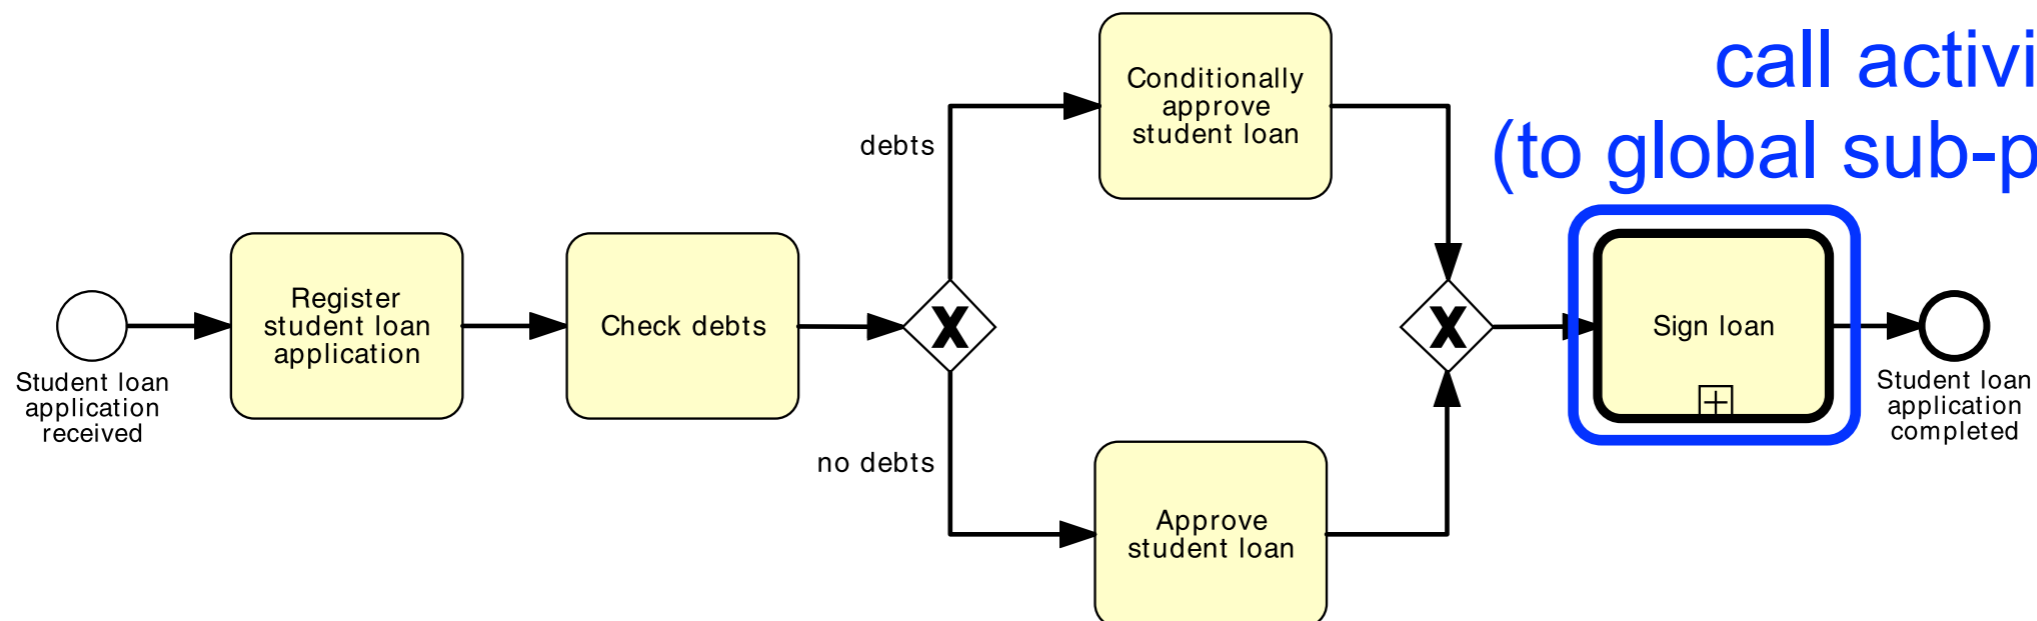 call activi
(to global sub-p
Conditionally
approve
student loan
debts
Register
student loan
application
Check debts
X
X
Sign loan
Student loan
application
received
Student loan
application
completed
no debts
Approve
student loan